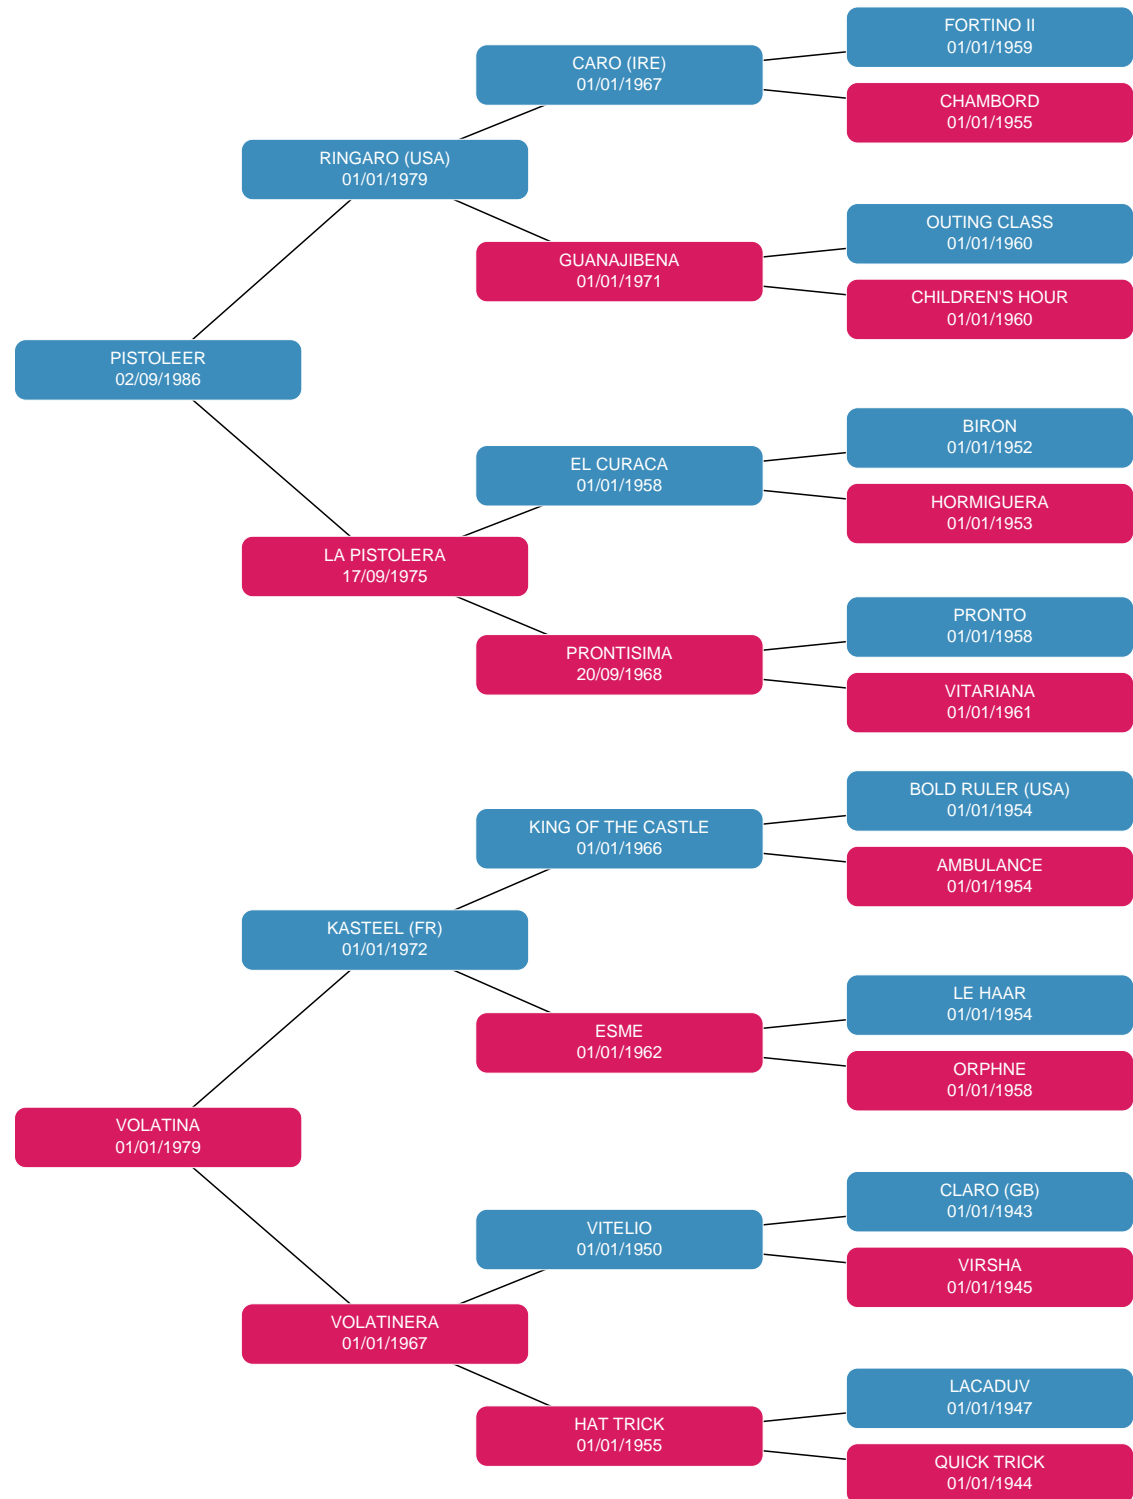 FORTINO II
01/01/1959
CARO (IRE)
01/01/1967
CHAMBORD
01/01/1955
RINGARO (USA)
01/01/1979
OUTING CLASS
01/01/1960
GUANAJIBENA
01/01/1971
CHILDREN'S HOUR
01/01/1960
PISTOLEER
02/09/1986
BIRON
01/01/1952
EL CURACA
01/01/1958
HORMIGUERA
01/01/1953
LA PISTOLERA
17/09/1975
PRONTO
01/01/1958
PRONTISIMA
20/09/1968
VITARIANA
01/01/1961
BOLD RULER (USA)
01/01/1954
KING OF THE CASTLE
01/01/1966
AMBULANCE
01/01/1954
KASTEEL (FR)
01/01/1972
LE HAAR
01/01/1954
ESME
01/01/1962
ORPHNE
01/01/1958
VOLATINA
01/01/1979
CLARO (GB)
01/01/1943
VITELIO
01/01/1950
VIRSHA
01/01/1945
VOLATINERA
01/01/1967
LACADUV
01/01/1947
HAT TRICK
01/01/1955
QUICK TRICK
01/01/1944